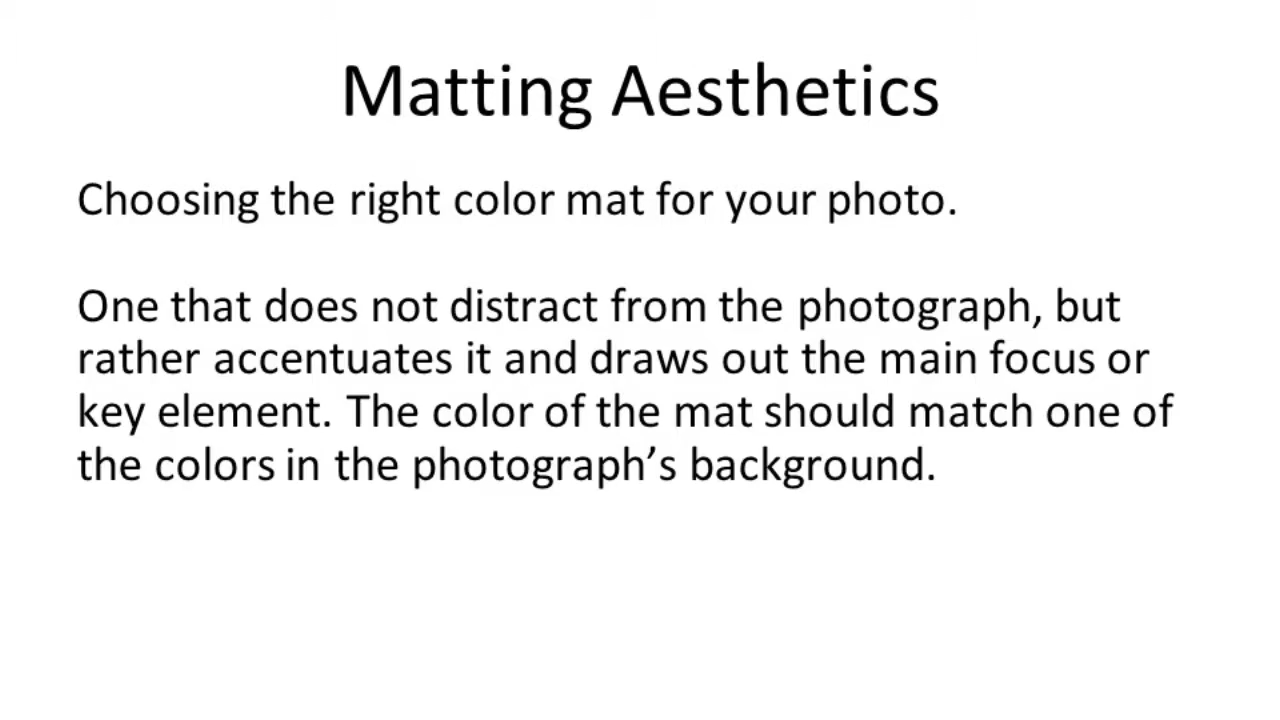 Matting Aesthetics
Choosing the right color mat for your photo.
One that does not distract from the photograph, but
rather accentuates it and draws out the main focus or
key element. The color of the mat should match one of
the colors in the photograph’s background.